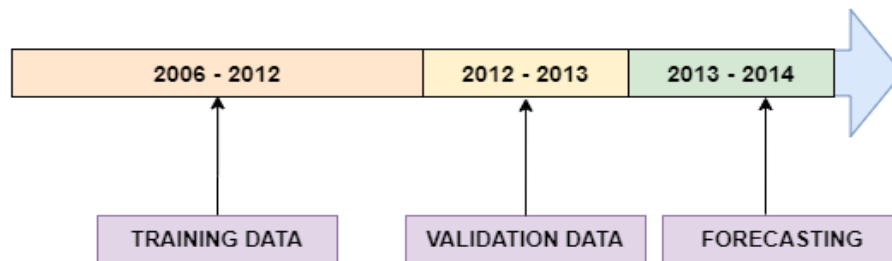 2006 - 2012
2012 - 2013
2013 - 2014
TRAINING DATA
VALIDATION DATA
FORECASTING